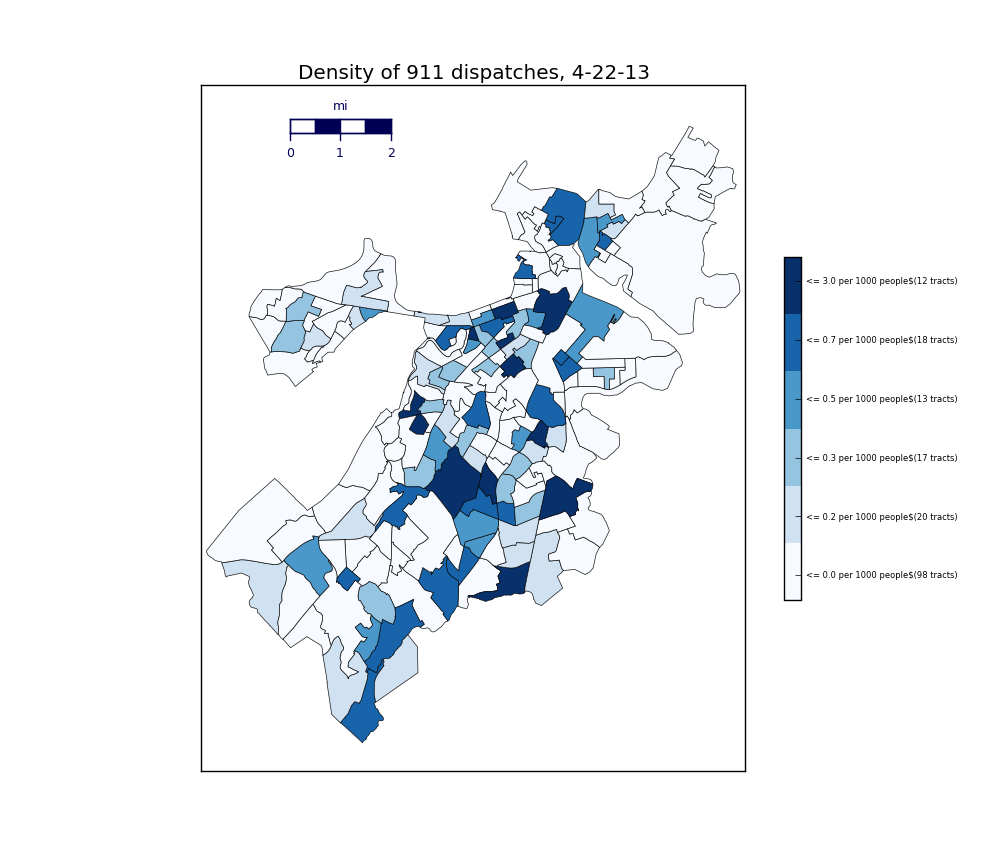 Density of 911 dispatches, 4-22-13
mi
0 1 2
<= 3.0 per 1000 people$(12 tracts)
<= 0.7 per 1000 people$(18 tracts)
<= 0.5 per 1000 people$(13 tracts)
<= 0.3 per 1000 people$(17 tracts)
<= 0.2 per 1000 people$(20 tracts)
<= 0.0 per 1000 people$(98 tracts)